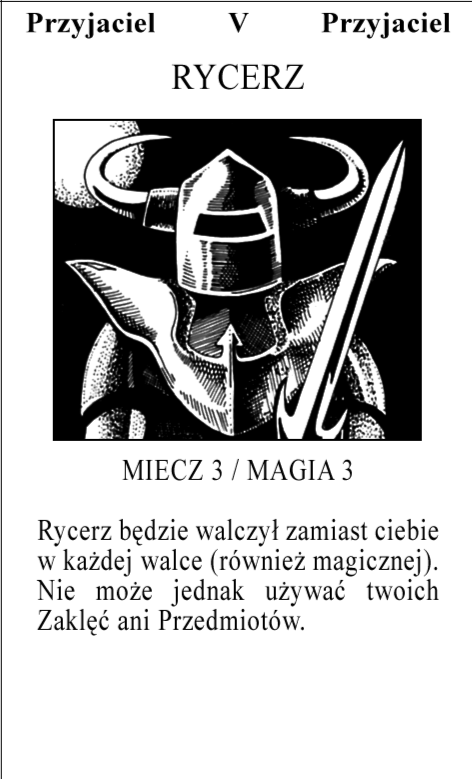 Przyjaciel V Przyjaciel
RYCERZ
MIECZ 3 / MAGIA 3
Rycerz będzie walczył zamiast ciebie
w każdej walce (również magicznej).
Nie może jednak używać twoich
Zaklęć ani Przedmiotów.